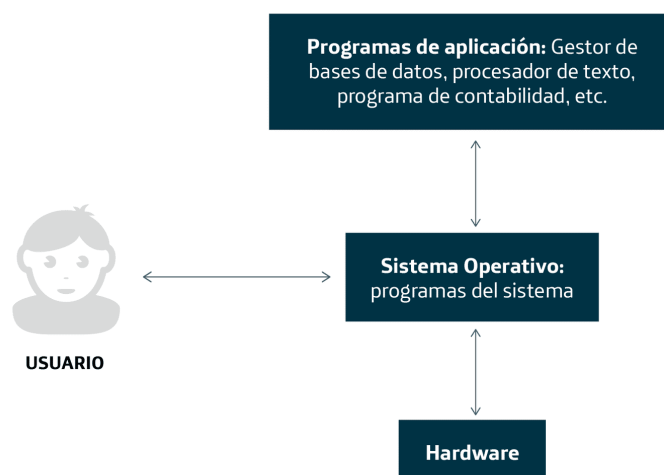 Programas de aplicación: Gestor de
bases de datos, procesador de texto,
programa de contabilidad, etc.
Sistema Operativo:
programas del sistema
USUARIO
Hardware